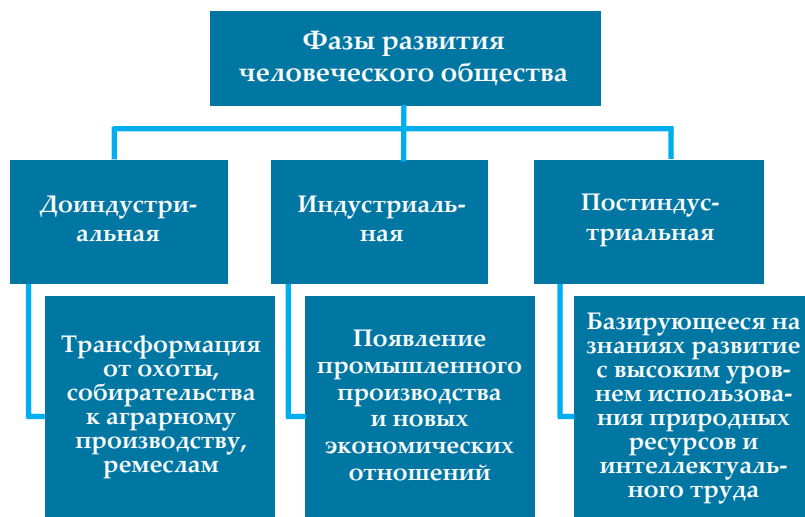 Фазы развития
человеческого общества
Доиндустри-
альная
Индустриаль-
ная
Постиндус-
триальная
Трансформация
от охоты,
собирательства
к аграрному
производству,
ремеслам
Появление
промышленного
производства
и новых
экономических
отношений
Базирующееся на
знаниях развитие
с высоким уров-
нем использова-
ния природных
ресурсов и
интеллектуаль-
ного труда